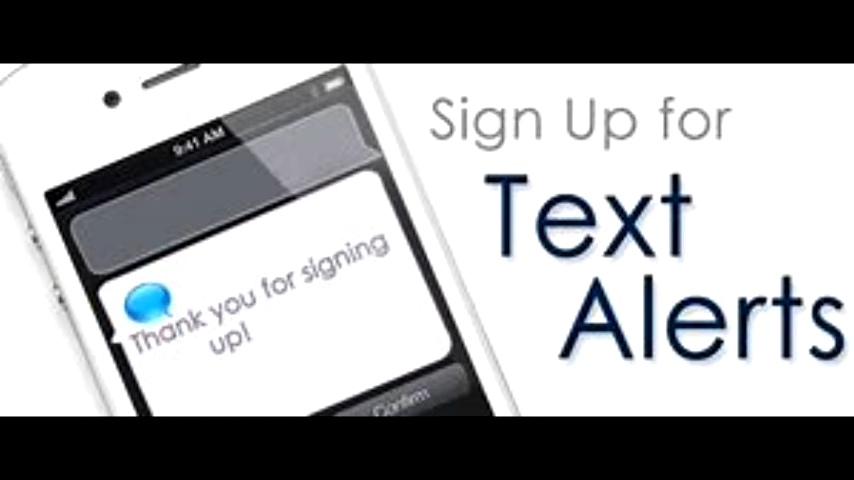 9:41 AM
Thank you for signing
up!
Confirm
Sign Up for
Text
Alerts